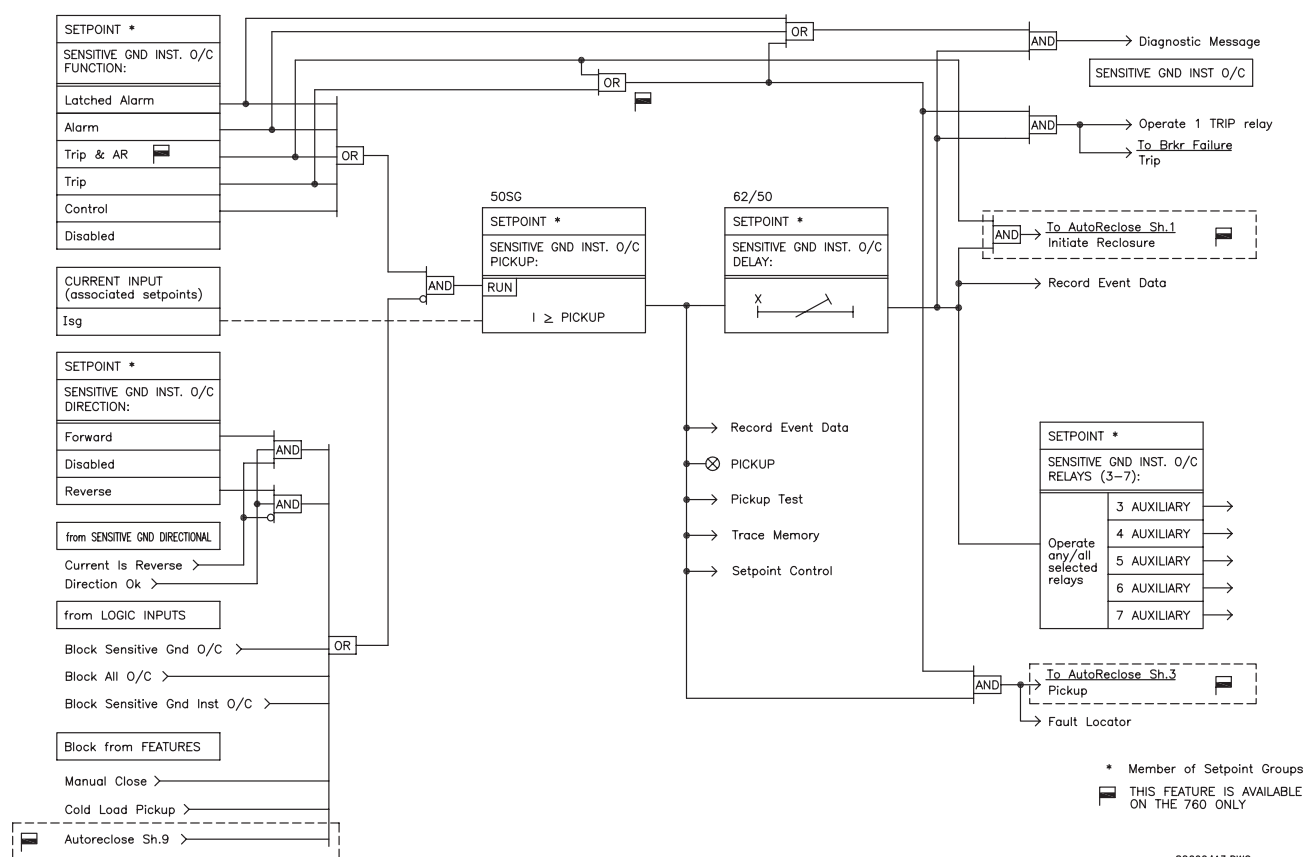 SETPOINT *
SENSITIVE GND INST. O/C
FUNCTION:
Latched Alarm
Alarm
Trip & AR
Trip
Control
Disabled
OR
CURRENT INPUT
(associated setpoints)
Isg
SETPOINT *
SENSITIVE GND INST. O/C
DIRECTION:
Forward
Disabled
Reverse
AND
AND
from SENSITIVE GND DIRECTIONAL
Current Is Reverse
Direction Ok
from LOGIC INPUTS
Block Sensitive Gnd O/C
OR
Block All O/C
Block Sensitive Gnd Inst O/C
Block from FEATURES
Manual Close
Cold Load Pickup
Autoreclose Sh.9
AND
50SG
SETPOINT *
SENSITIVE GND INST. O/C
PICKUP:
RUN
I ≥ PICKUP
62/50
SETPOINT *
SENSITIVE GND INST. O/C
DELAY:
X
Record Event Data
PICKUP
Pickup Test
Trace Memory
Setpoint Control
OR
OR
AND
Diagnostic Message
SENSITIVE GND INST O/C
AND
Operate 1 TRIP relay
To Brkr Failure
Trip
AND
To AutoReclose Sh.1
Initiate Reclosure
Record Event Data
SETPOINT *
SENSITIVE GND INST. O/C
RELAYS (3-7):
Operate
any/all
selected
relays
3 AUXILIARY
4 AUXILIARY
5 AUXILIARY
6 AUXILIARY
7 AUXILIARY
AND
To AutoReclose Sh.3
Pickup
Fault Locator
* Member of Setpoint Groups
THIS FEATURE IS AVAILABLE
ON THE 760 ONLY